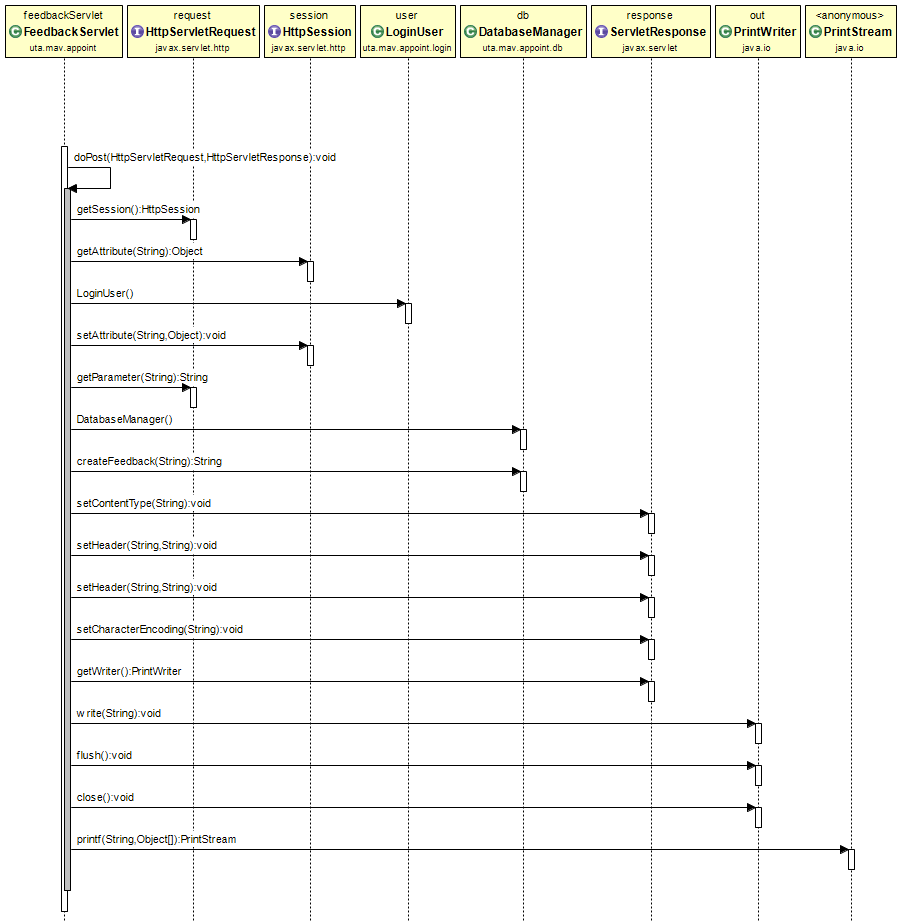 feedbackServlet
FeedbackServlet
uta.mav.appoint
request
HttpServletRequest
javax.servlet.http
session
HttpSession
javax.servlet.http
user
LoginUser
uta.mav.appoint.login
db
DatabaseManager
uta.mav.appoint.db
response
ServletResponse
javax.servlet
out
PrintWriter
java.io
<anonymous>
PrintStream
java.io
doPost(HttpServletRequest,HttpServletResponse):void
getSession():HttpSession
getAttribute(String):Object
LoginUser()
setAttribute(String,Object):void
getParameter(String):String
DatabaseManager()
createFeedback(String):String
setContentType(String):void
setHeader(String,String):void
setHeader(String,String):void
setCharacterEncoding(String):void
getWriter():PrintWriter
write(String):void
flush():void
close():void
printf(String,Object[]):PrintStream